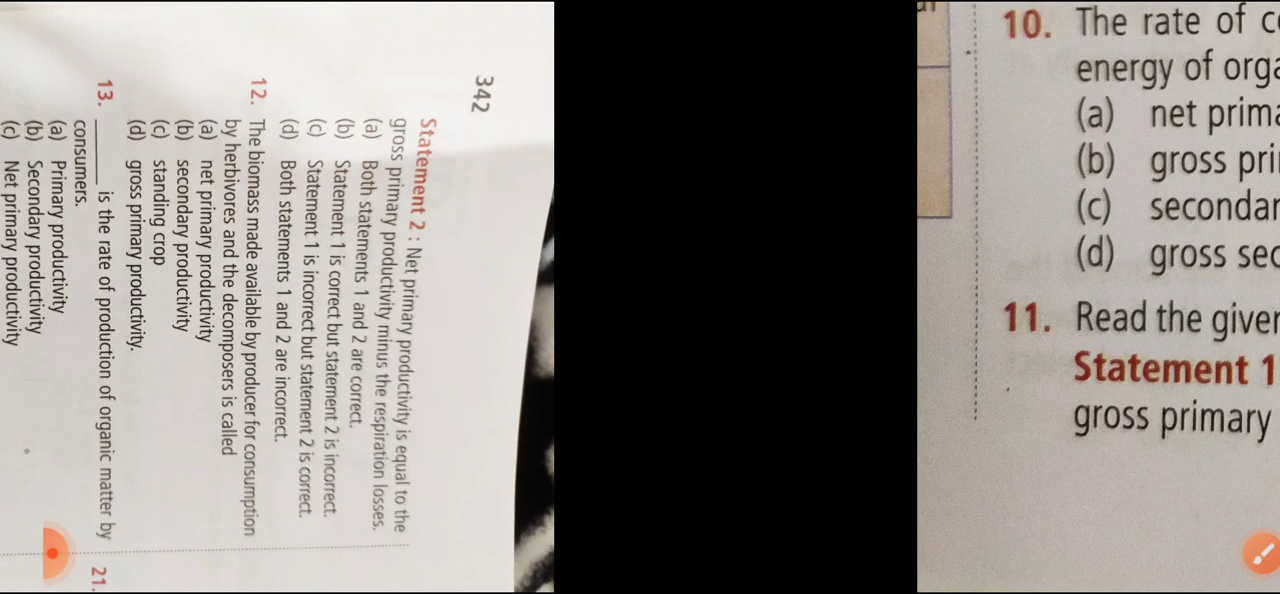 342
Statement 2 : Net primary productivity is equal to the
gross primary productivity minus the respiration losses.
(a) Both statements 1 and 2 are correct.
(b) Statement 1 is correct but statement 2 is incorrect.
(c) Statement 1 is incorrect but statement 2 is correct.
(d) Both statements 1 and 2 are incorrect.
12. The biomass made available by producer for consumption
by herbivores and the decomposers is called
(a) net primary productivity
(b) secondary productivity
(c) standing crop
(d) gross primary productivity.
13. ______ is the rate of production of organic matter by
consumers.
(a) Primary productivity
(b) Secondary productivity
(c) Net primary productivity
21.
10. The rate of c
energy of orga
(a) net prima
(b) gross pri
(c) secondar
(d) gross sec
11. Read the given
Statement 1
gross primary